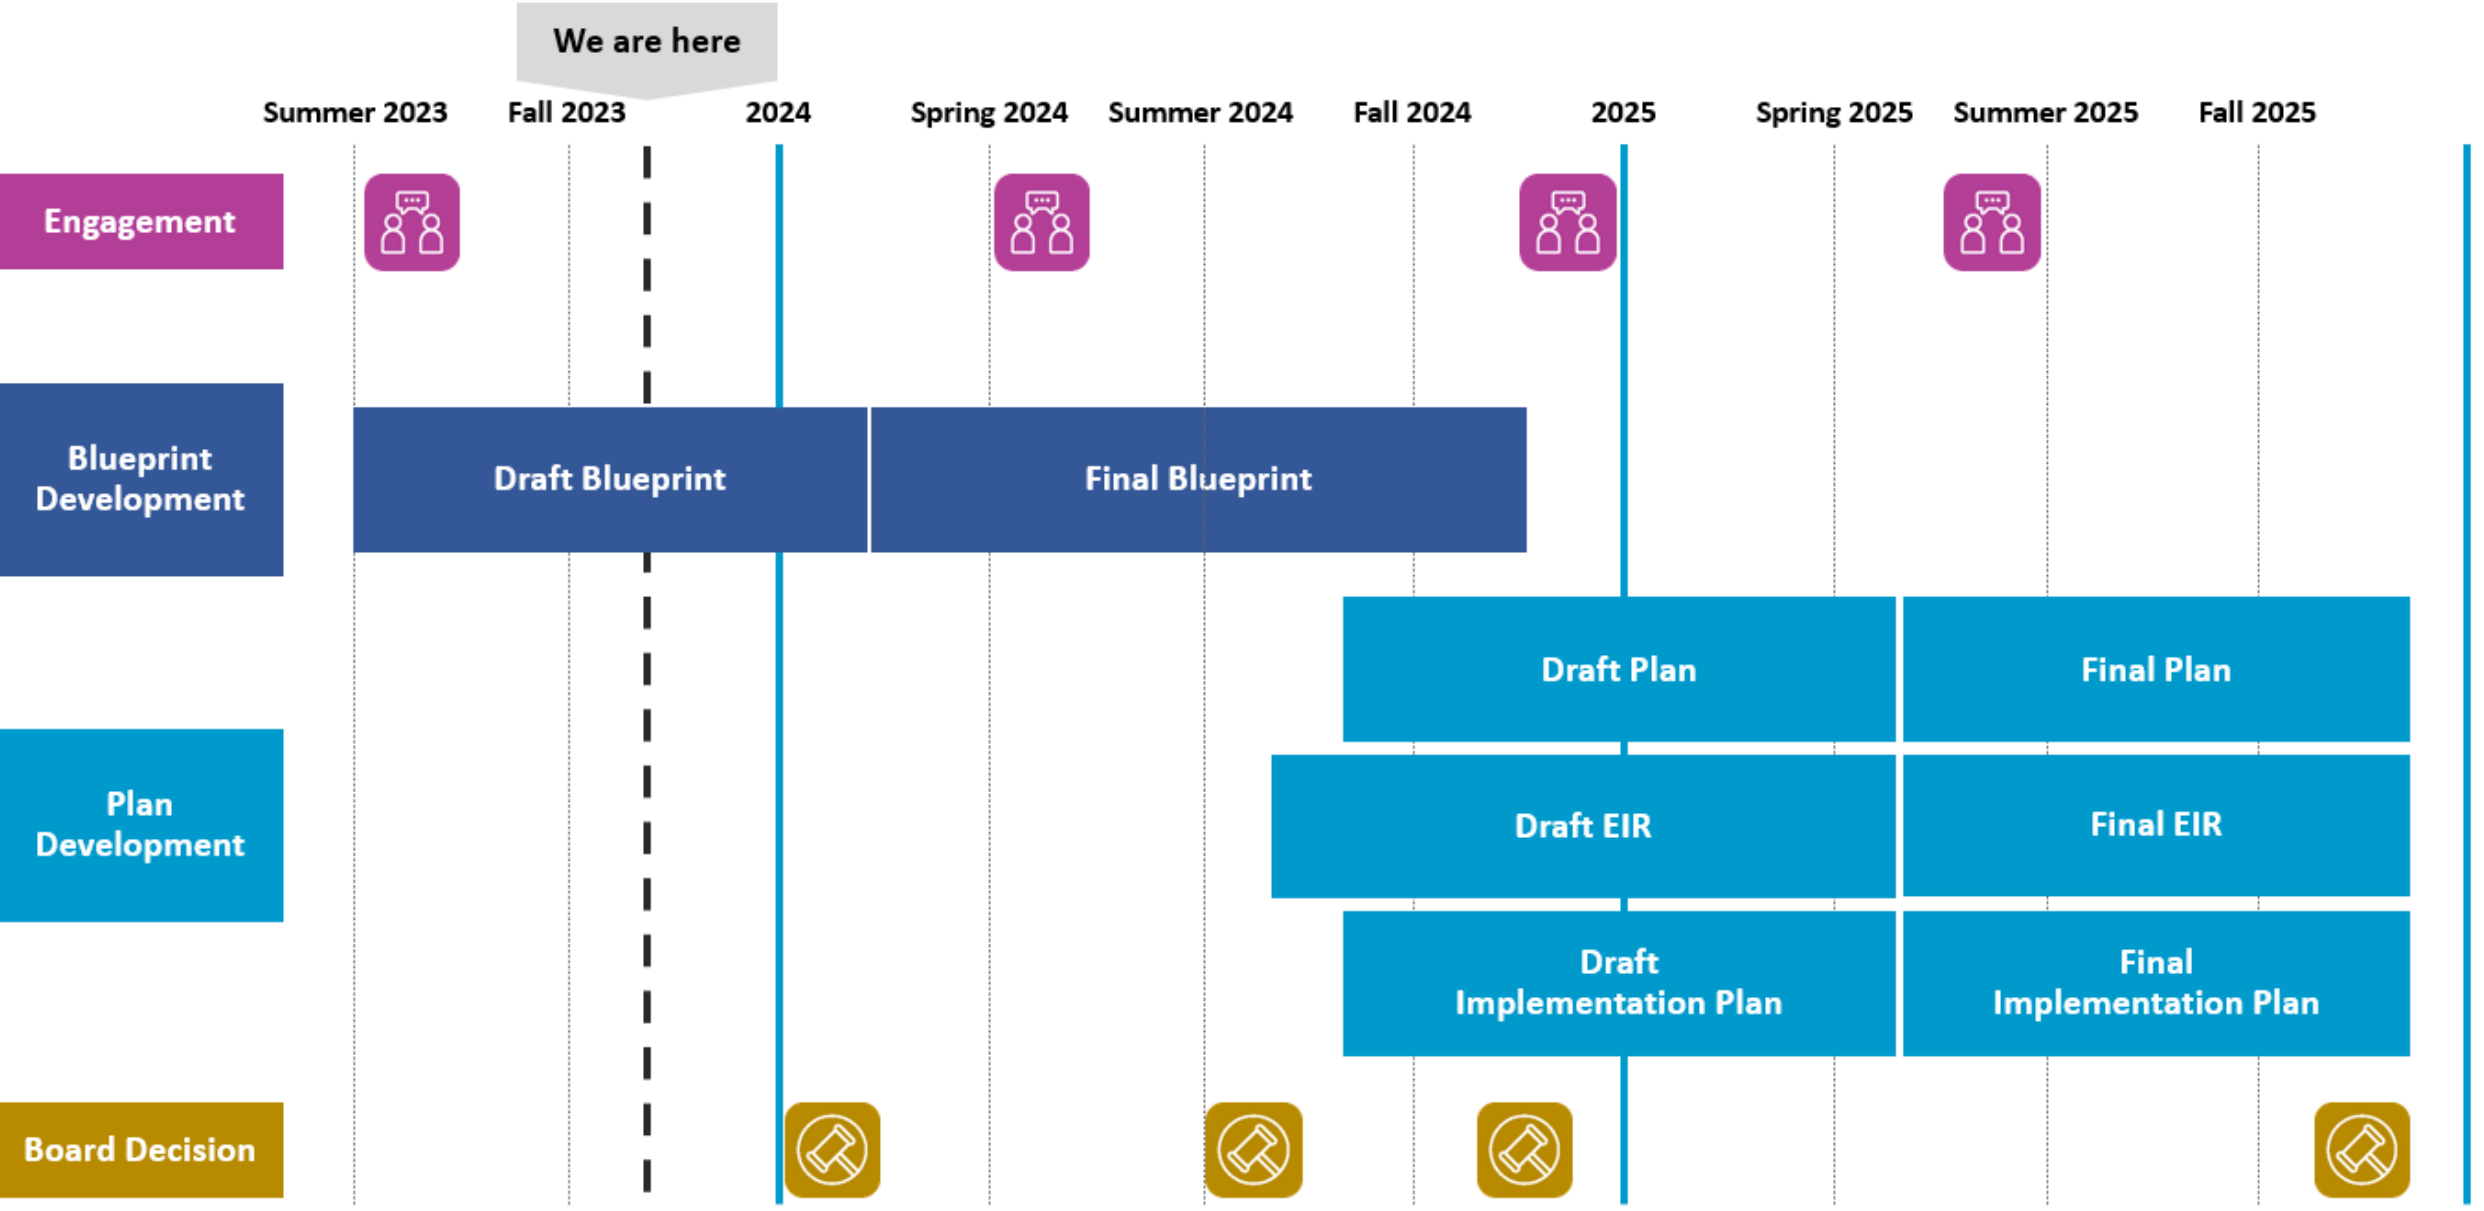 We are here
Summer 2023
Fall 2023
2024
Spring 2024
Summer 2024
Fall 2024
2025
Spring 2025
Summer 2025
Fall 2025
Engagement
Blueprint
Development
Draft Blueprint
Final Blueprint
Draft Plan
Final Plan
Plan
Development
Draft EIR
Final EIR
Draft
Implementation Plan
Final
Implementation Plan
Board Decision